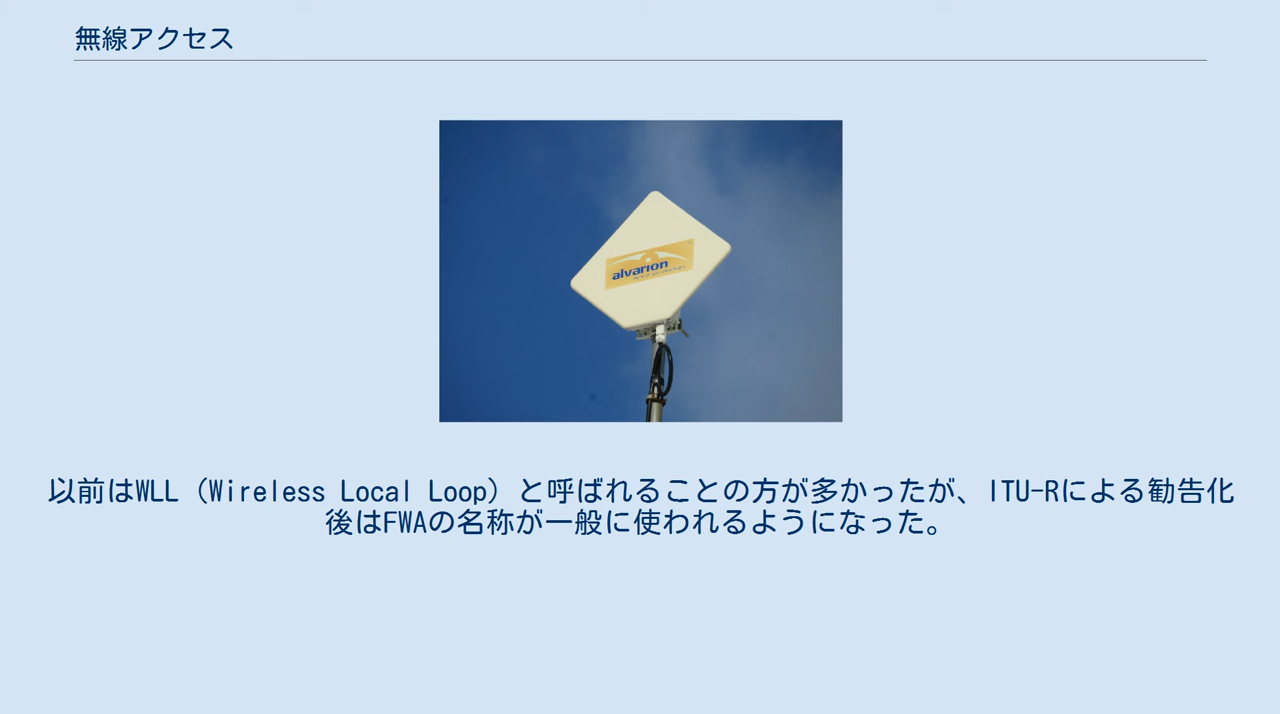 無線アクセス
alvarion
以前はWLL（Wireless Local Loop）と呼ばれることの方が多かったが、ITU-Rによる勧告化
後はFWAの名称が一般に使われるようになった。